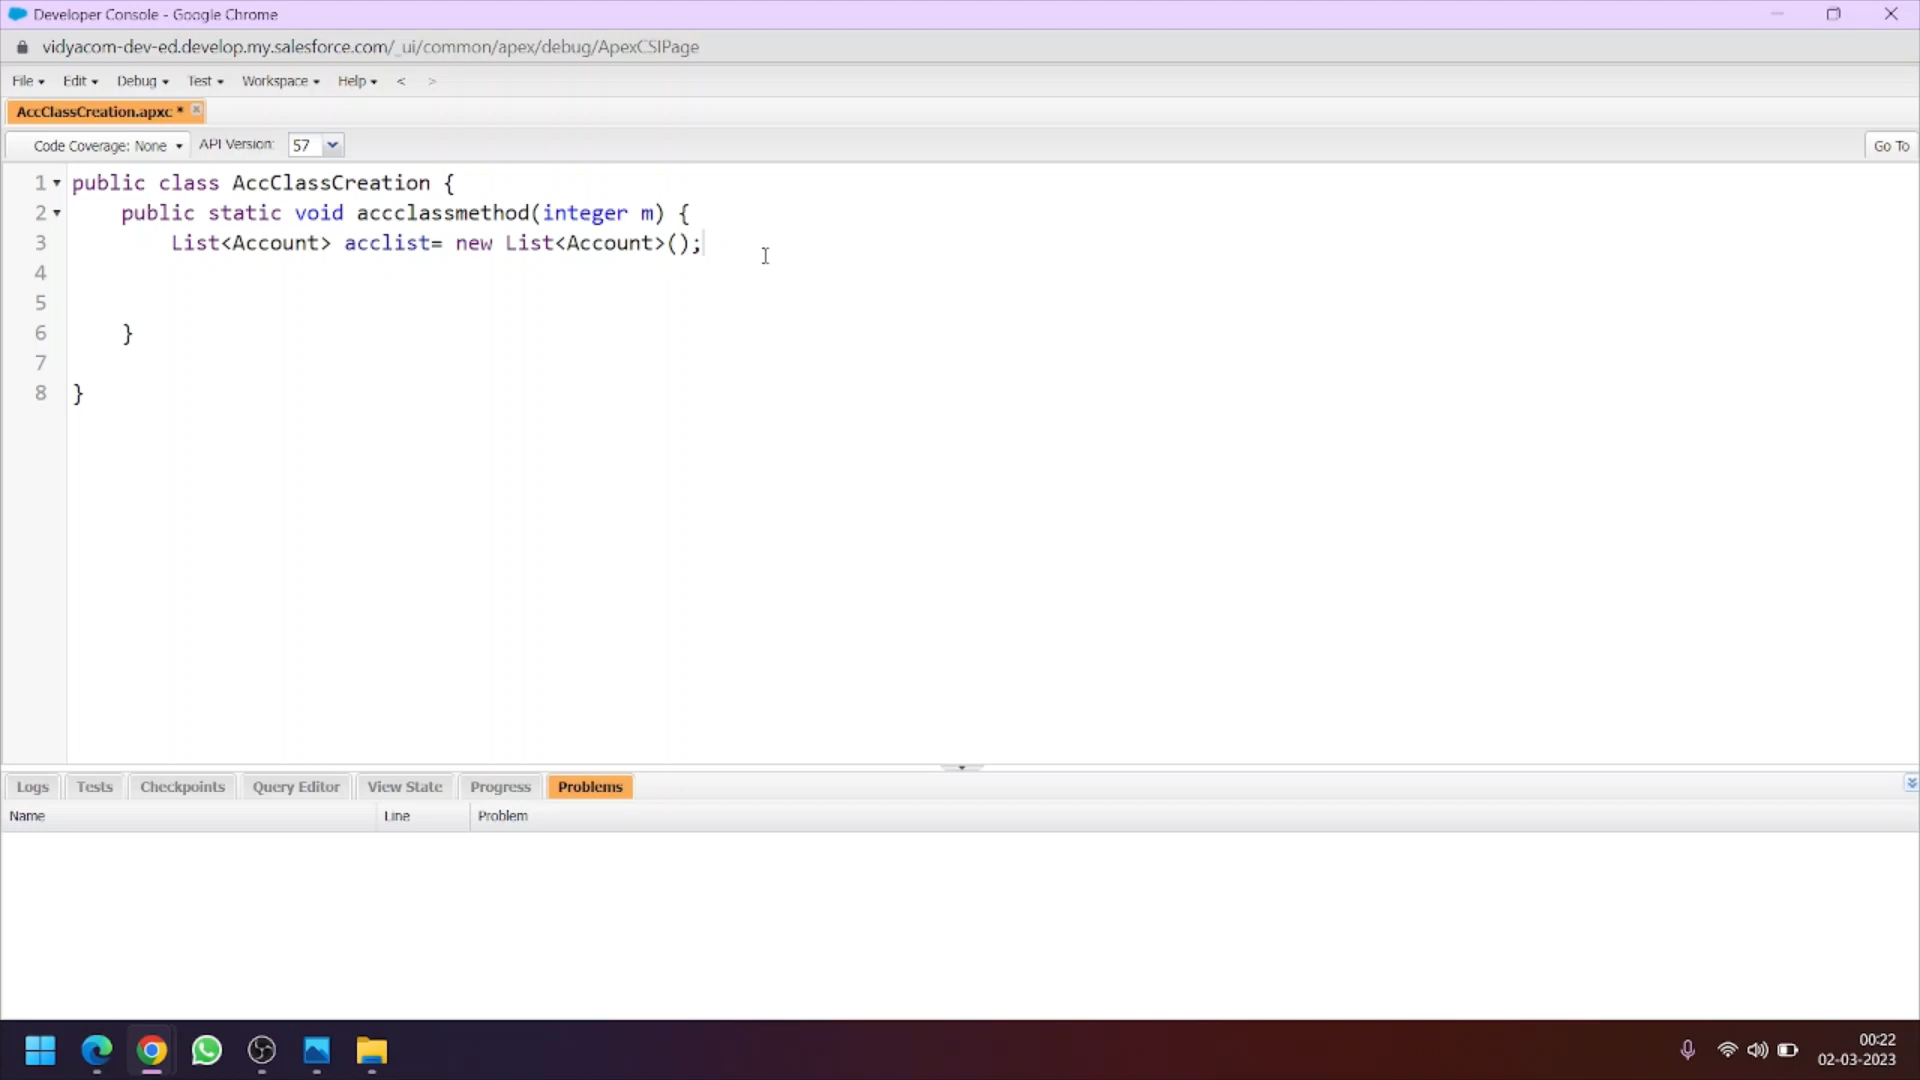 Developer Console - Google Chrome
vidyacom-dev-ed.develop.my.salesforce.com/_ui/common/apex/debug/ApexCSIPage
File Edit Debug Test Workspace Help < >
AccClassCreation.apxc *
Code Coverage: None API Version: 57 Go To
1 public class AccClassCreation {
2 public static void accclassmethod(integer m) {
3 List<Account> acclist= new List<Account>();
4
5
6 }
7
8 }
Logs Tests Checkpoints Query Editor View State Progress Problems
Name Line Problem
00:22
02-03-2023